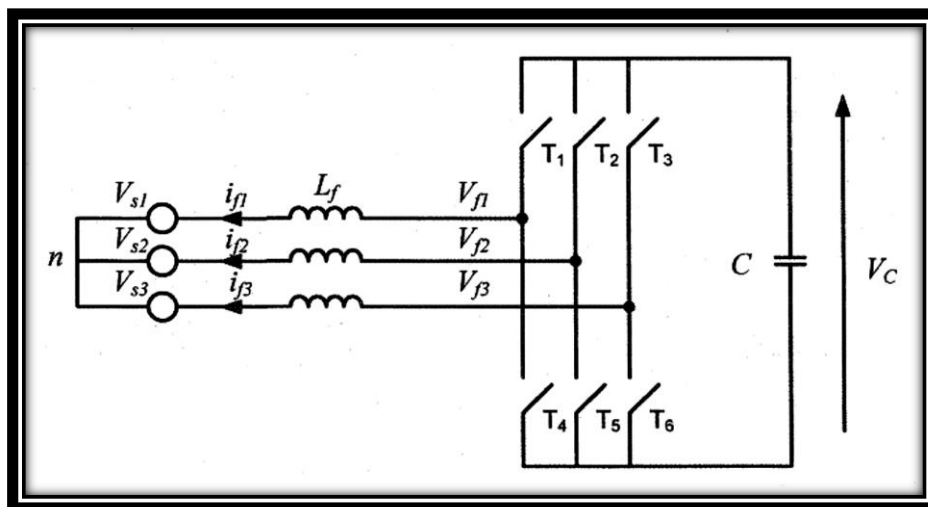 T1 T2 T3
Vs1 if1 Lf Vf1
Vs2 if2 Vf2
n
C VC
Vs3 if3 Vf3
T4 T5 T6